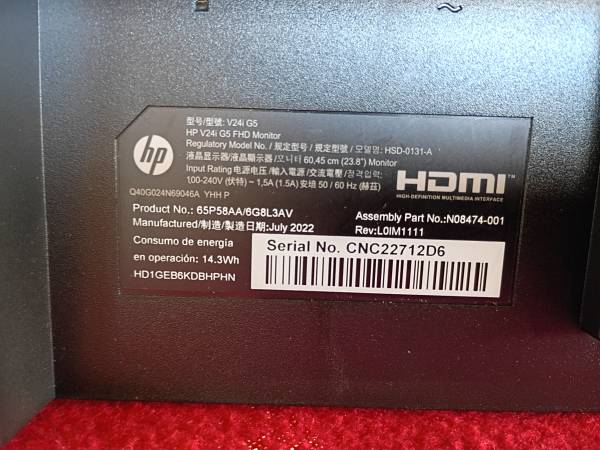 型号/型號: V24i G5
HP V24i G5 FHD Monitor
Regulatory Model No. / 规定型号 / 規定型號 / 모델명: HSD-0131-A
液晶显示器/液晶顯示器/모니터 60,45 cm (23.8") Monitor
Input Rating 电源电压 / 輸入電源 / 交流電壓 / 정격입력:
100-240V (伏特) ~ 1,5A (1.5A) 安培 50 / 60 Hz (赫茲)
hp
HDMI™
HIGH-DEFINITION MULTIMEDIA INTERFACE
Q40G024N69046A YHH P
Product No.: 65P58AA/6G8L3AV
Assembly Part No.:N08474-001
Manufactured/制造/製造日期:July 2022
Rev:L0IM1111
Consumo de energía
en operación: 14.3Wh
HD1GEB6KDBHPHN
Serial No. CNC22712D6